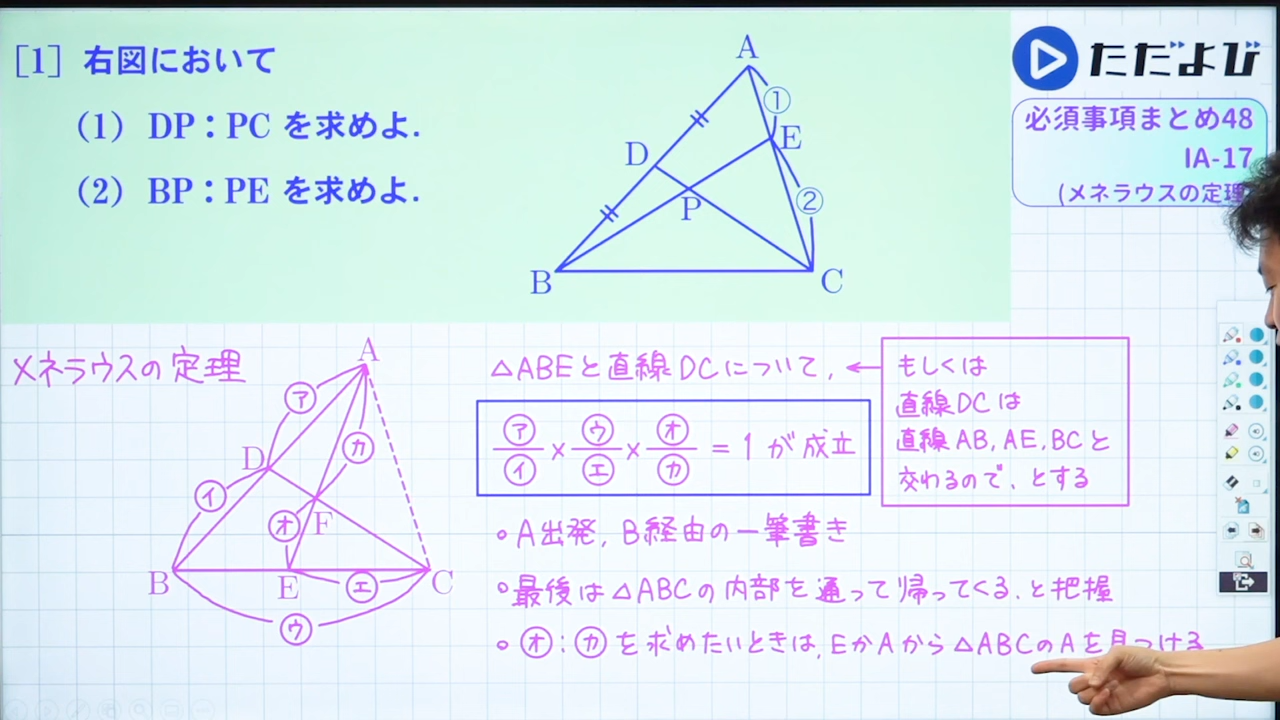 [1] 右図において
(1) DP:PC を求めよ.
(2) BP:PE を求めよ.
A
①
E
D
②
P
B
C
ただよび
必須事項まとめ48
IA-17
(メネラウスの定理
メネラウスの定理
A
㋐
㋕
D
㋑
㋔
F
B
E
㋓
C
㋒
△ABEと直線DCについて,
もしくは
直線DCは
直線AB,AE,BCと
交わるので、とする
㋐/㋑×㋒/㋓×㋔/㋕=1 が成立
∘A出発,B経由の一筆書き
∘最後は△ABCの内部を通って帰ってくる、と把握
∘㋔:㋕を求めたいときは,EかAから△ABCのAを見つける